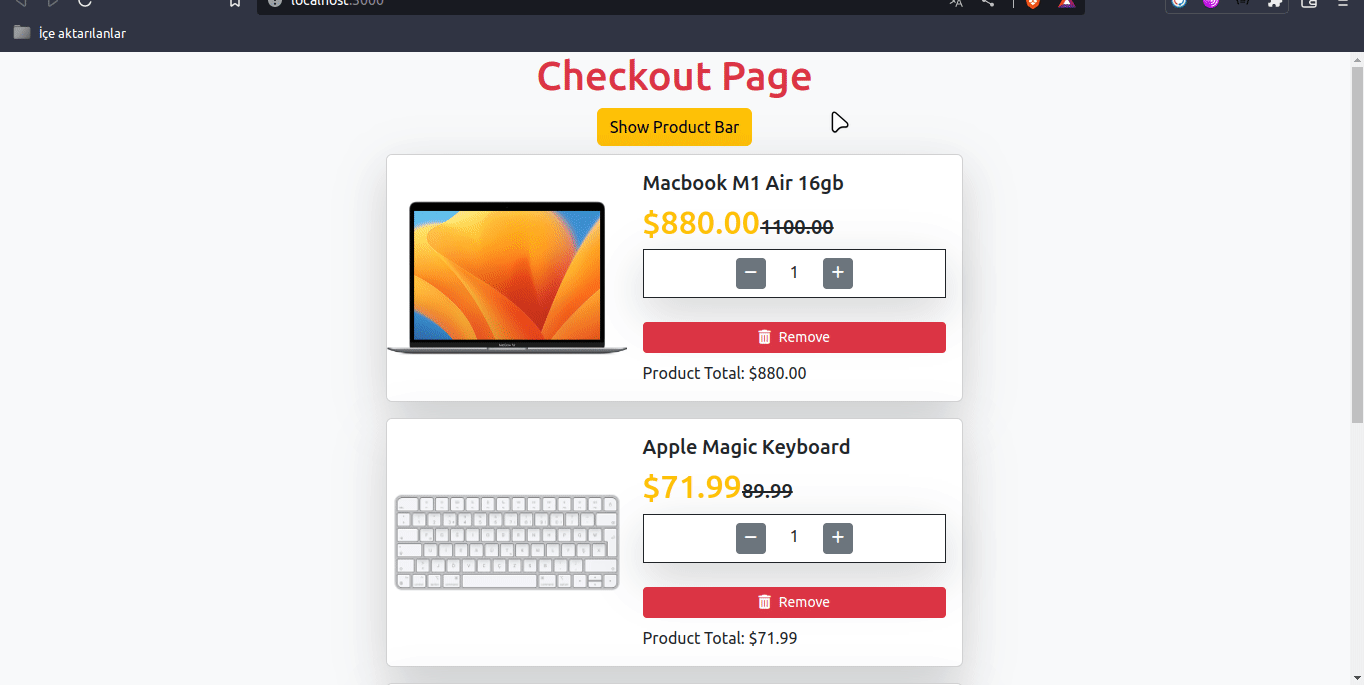 localhost:3000
İçe aktarılanlar
Checkout Page
Show Product Bar
Macbook M1 Air 16gb
$880.00 1100.00
− 1 +
Remove
Product Total: $880.00
Apple Magic Keyboard
$71.99 89.99
− 1 +
Remove
Product Total: $71.99